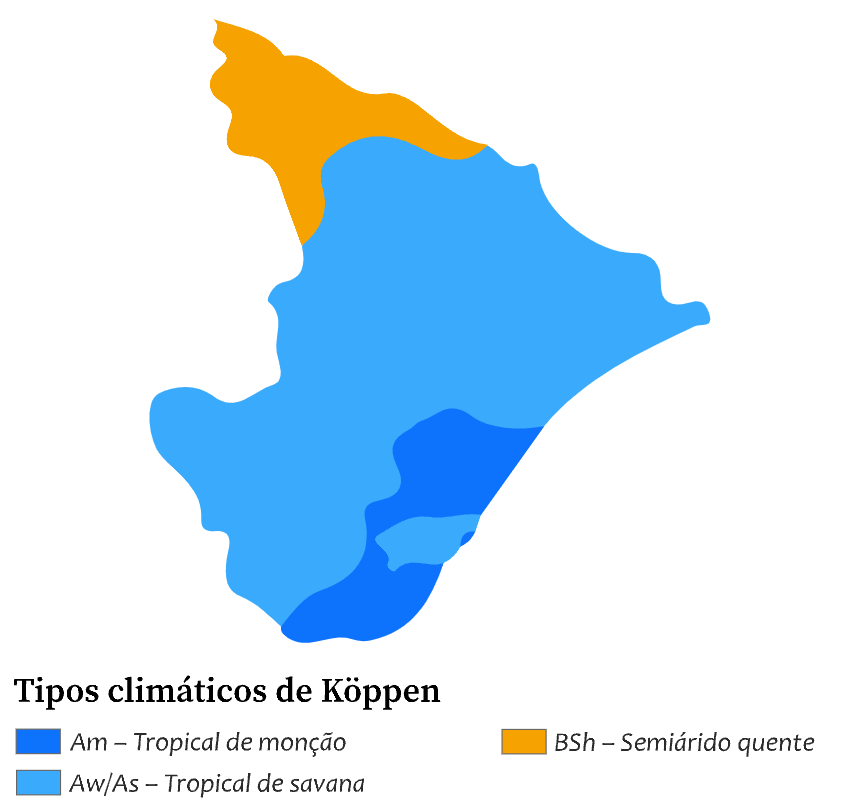 Tipos climáticos de Köppen
Am – Tropical de monção
BSh – Semiárido quente
Aw/As – Tropical de savana